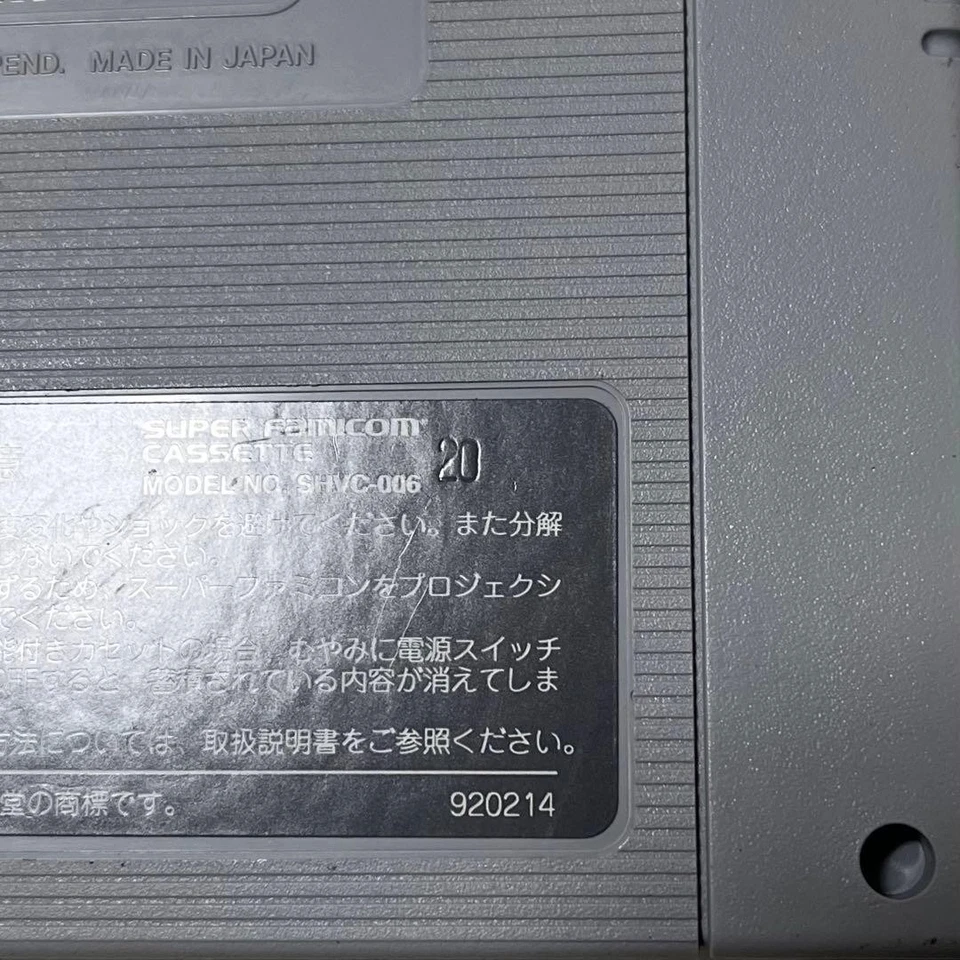 PEND. MADE IN JAPAN
SUPER FAMICOM
CASSETTE
MODEL NO. SHVC-006 20
ショックを避けてください。また分解
ないでください。
ずるため、スーパーファミコンをプロジェクシ
でください。
能付きカセットの場合、むやみに電源スイッチ
すると、蓄積されている内容が消えてしま
方法については、取扱説明書をご参照ください。
堂の商標です。 920214